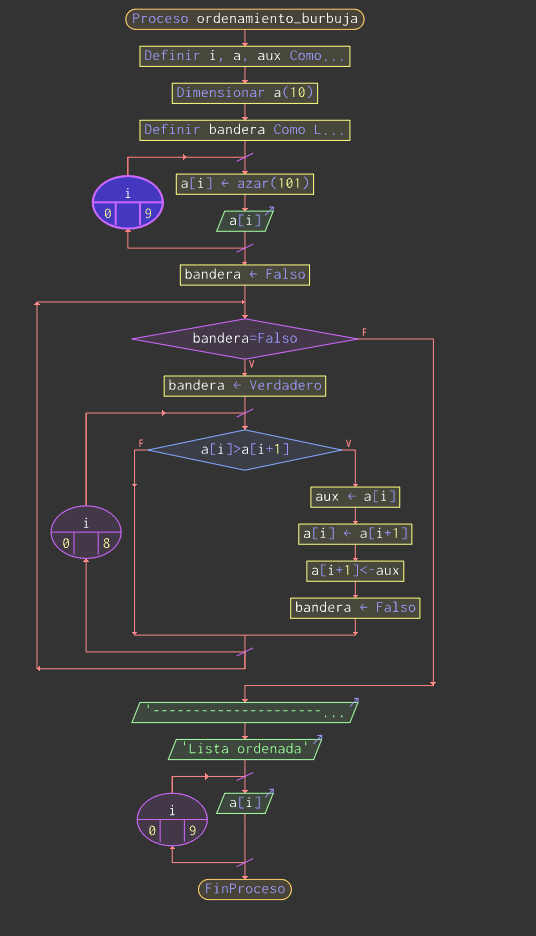 Proceso ordenamiento_burbuja
Definir i, a, aux Como...
Dimensionar a(10)
Definir bandera Como L...
a[i] ← azar(101)
i
0 9
a[i]
bandera ← Falso
bandera=Falso
F
V
bandera ← Verdadero
a[i]>a[i+1]
F
V
aux ← a[i]
a[i] ← a[i+1]
i
0 8
a[i+1]<-aux
bandera ← Falso
'---------------------...
'Lista ordenada'
a[i]
i
0 9
FinProceso